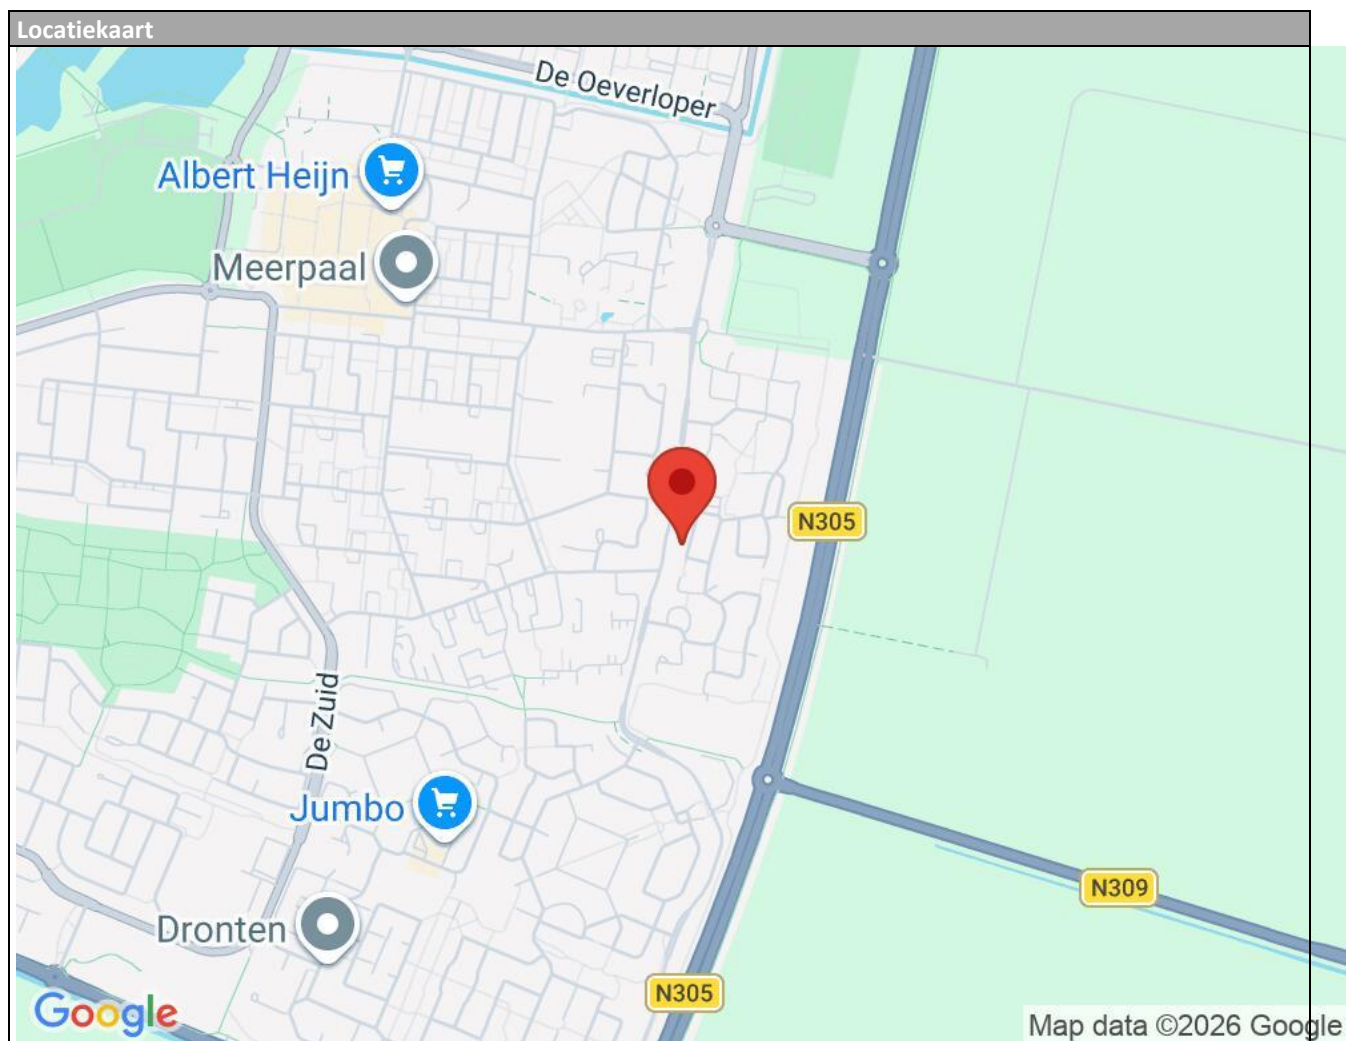 Locatiekaart
De Oeverloper
Albert Heijn
Meerpaal
N305
De Zuid
Jumbo
N309
Dronten
N305
Google
Map data ©2026 Google